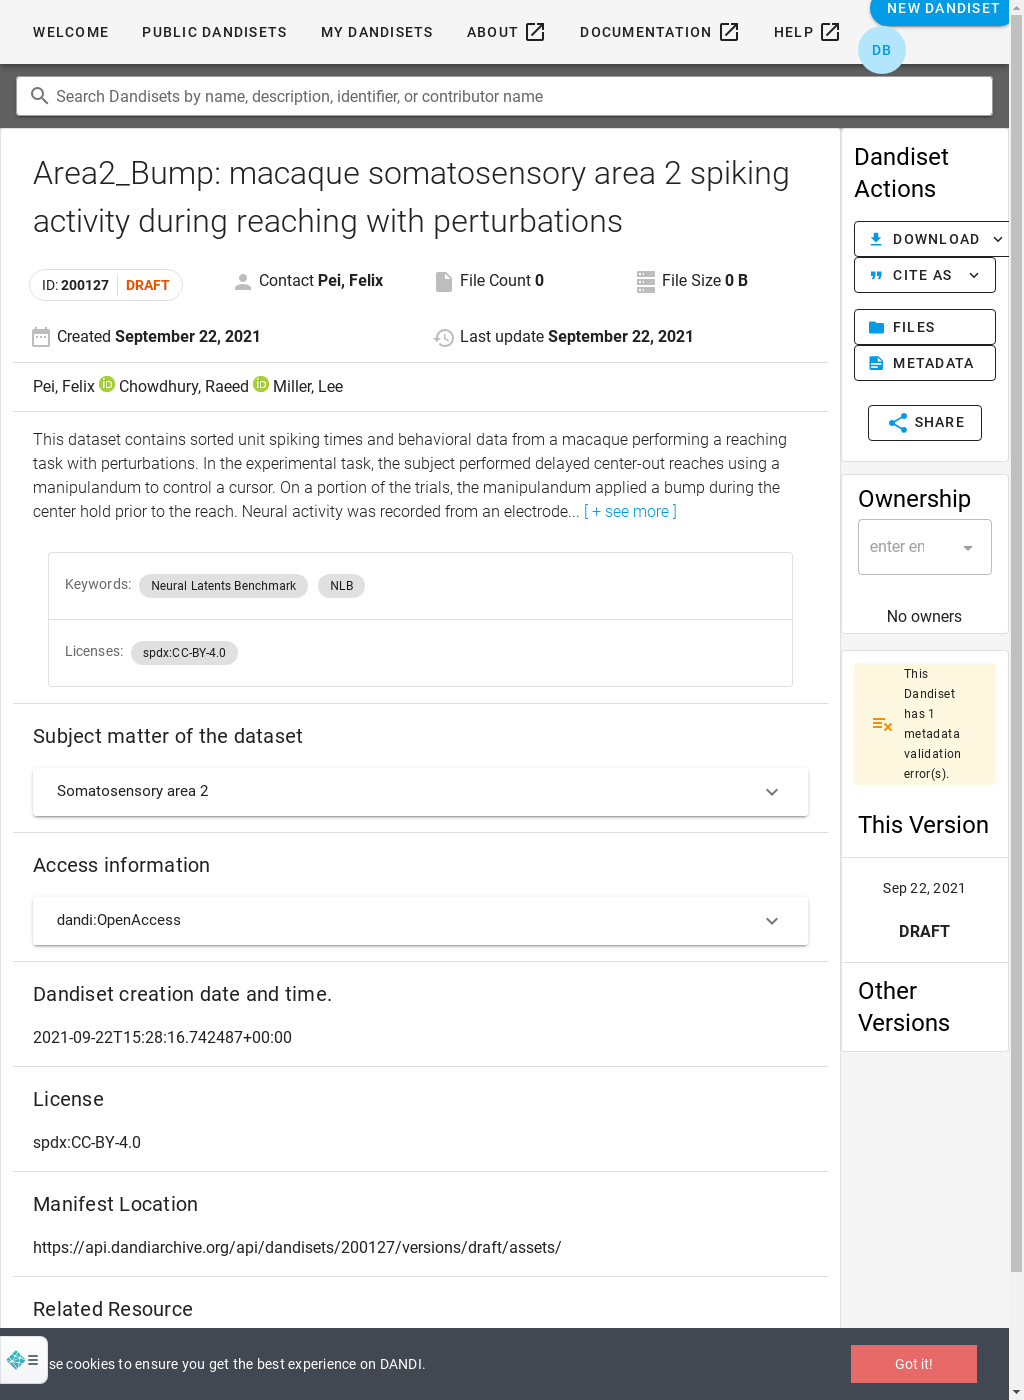 WELCOME PUBLIC DANDISETS MY DANDISETS ABOUT DOCUMENTATION HELP NEW DANDISET
DB
Search Dandisets by name, description, identifier, or contributor name
Area2_Bump: macaque somatosensory area 2 spiking
activity during reaching with perturbations
ID: 200127 DRAFT
Contact Pei, Felix
File Count 0
File Size 0 B
Created September 22, 2021
Last update September 22, 2021
Pei, Felix iD Chowdhury, Raeed iD Miller, Lee
This dataset contains sorted unit spiking times and behavioral data from a macaque performing a reaching
task with perturbations. In the experimental task, the subject performed delayed center-out reaches using a
manipulandum to control a cursor. On a portion of the trials, the manipulandum applied a bump during the
center hold prior to the reach. Neural activity was recorded from an electrode... [ + see more ]
Keywords: Neural Latents Benchmark NLB
Licenses: spdx:CC-BY-4.0
Subject matter of the dataset
Somatosensory area 2
Access information
dandi:OpenAccess
Dandiset creation date and time.
2021-09-22T15:28:16.742487+00:00
License
spdx:CC-BY-4.0
Manifest Location
https://api.dandiarchive.org/api/dandisets/200127/versions/draft/assets/
Related Resource
Dandiset
Actions
DOWNLOAD
CITE AS
FILES
METADATA
SHARE
Ownership
enter en
No owners
This
Dandiset
has 1
metadata
validation
error(s).
This Version
Sep 22, 2021
DRAFT
Other
Versions
se cookies to ensure you get the best experience on DANDI.
Got it!